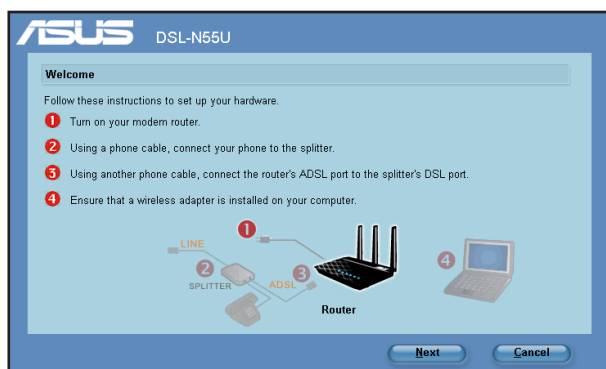 ASUS DSL-N55U
Welcome
Follow these instructions to set up your hardware.
1 Turn on your modem router.
2 Using a phone cable, connect your phone to the splitter.
3 Using another phone cable, connect the router's ADSL port to the splitter's DSL port.
4 Ensure that a wireless adapter is installed on your computer.
1
LINE
2
SPLITTER
ADSL
3
4
Router
Next Cancel